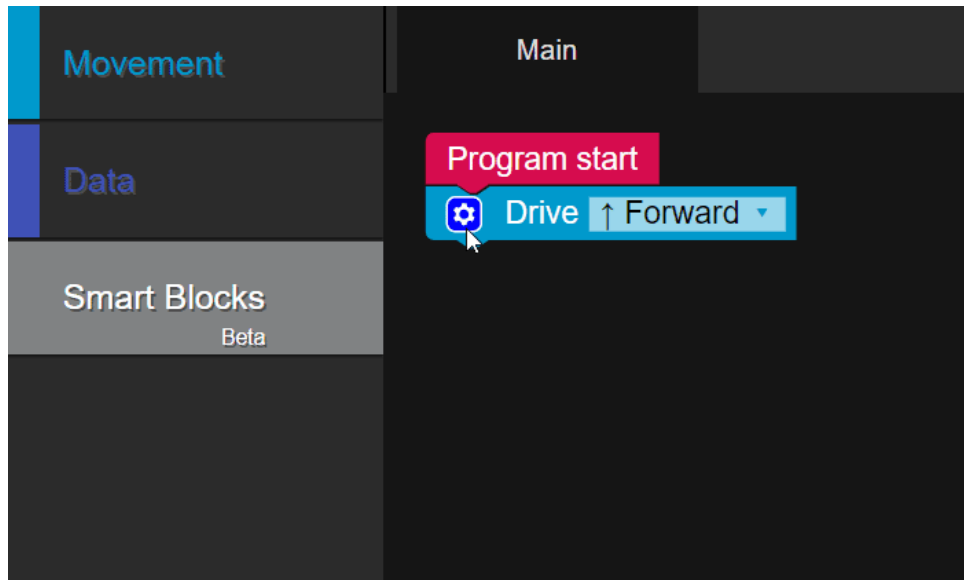 Movement
Data
Smart Blocks
Beta
Main
Program start
Drive ↑ Forward